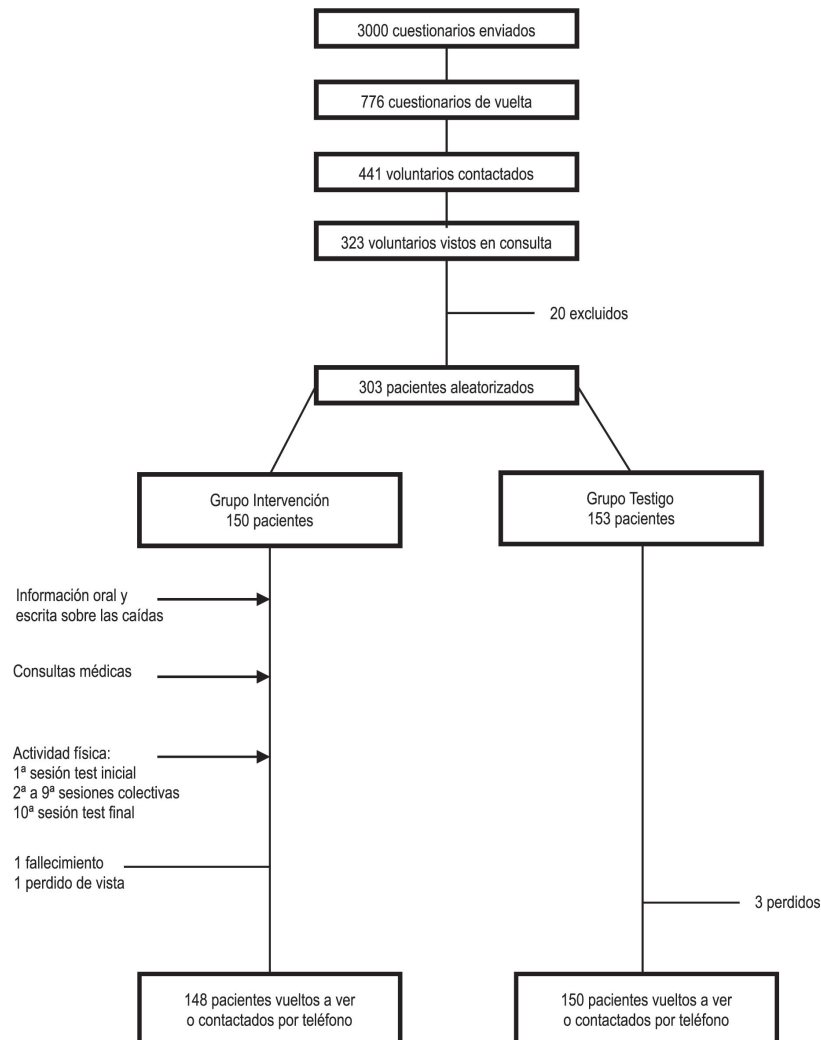 3000 cuestionarios enviados
776 cuestionarios de vuelta
441 voluntarios contactados
323 voluntarios vistos en consulta
20 excluidos
303 pacientes aleatorizados
Grupo Intervención
150 pacientes
Grupo Testigo
153 pacientes
Información oral y
escrita sobre las caídas
Consultas médicas
Actividad física:
1ª sesión test inicial
2ª a 9ª sesiones colectivas
10ª sesión test final
1 fallecimiento
1 perdido de vista
3 perdidos
148 pacientes vueltos a ver
o contactados por teléfono
150 pacientes vueltos a ver
o contactados por teléfono